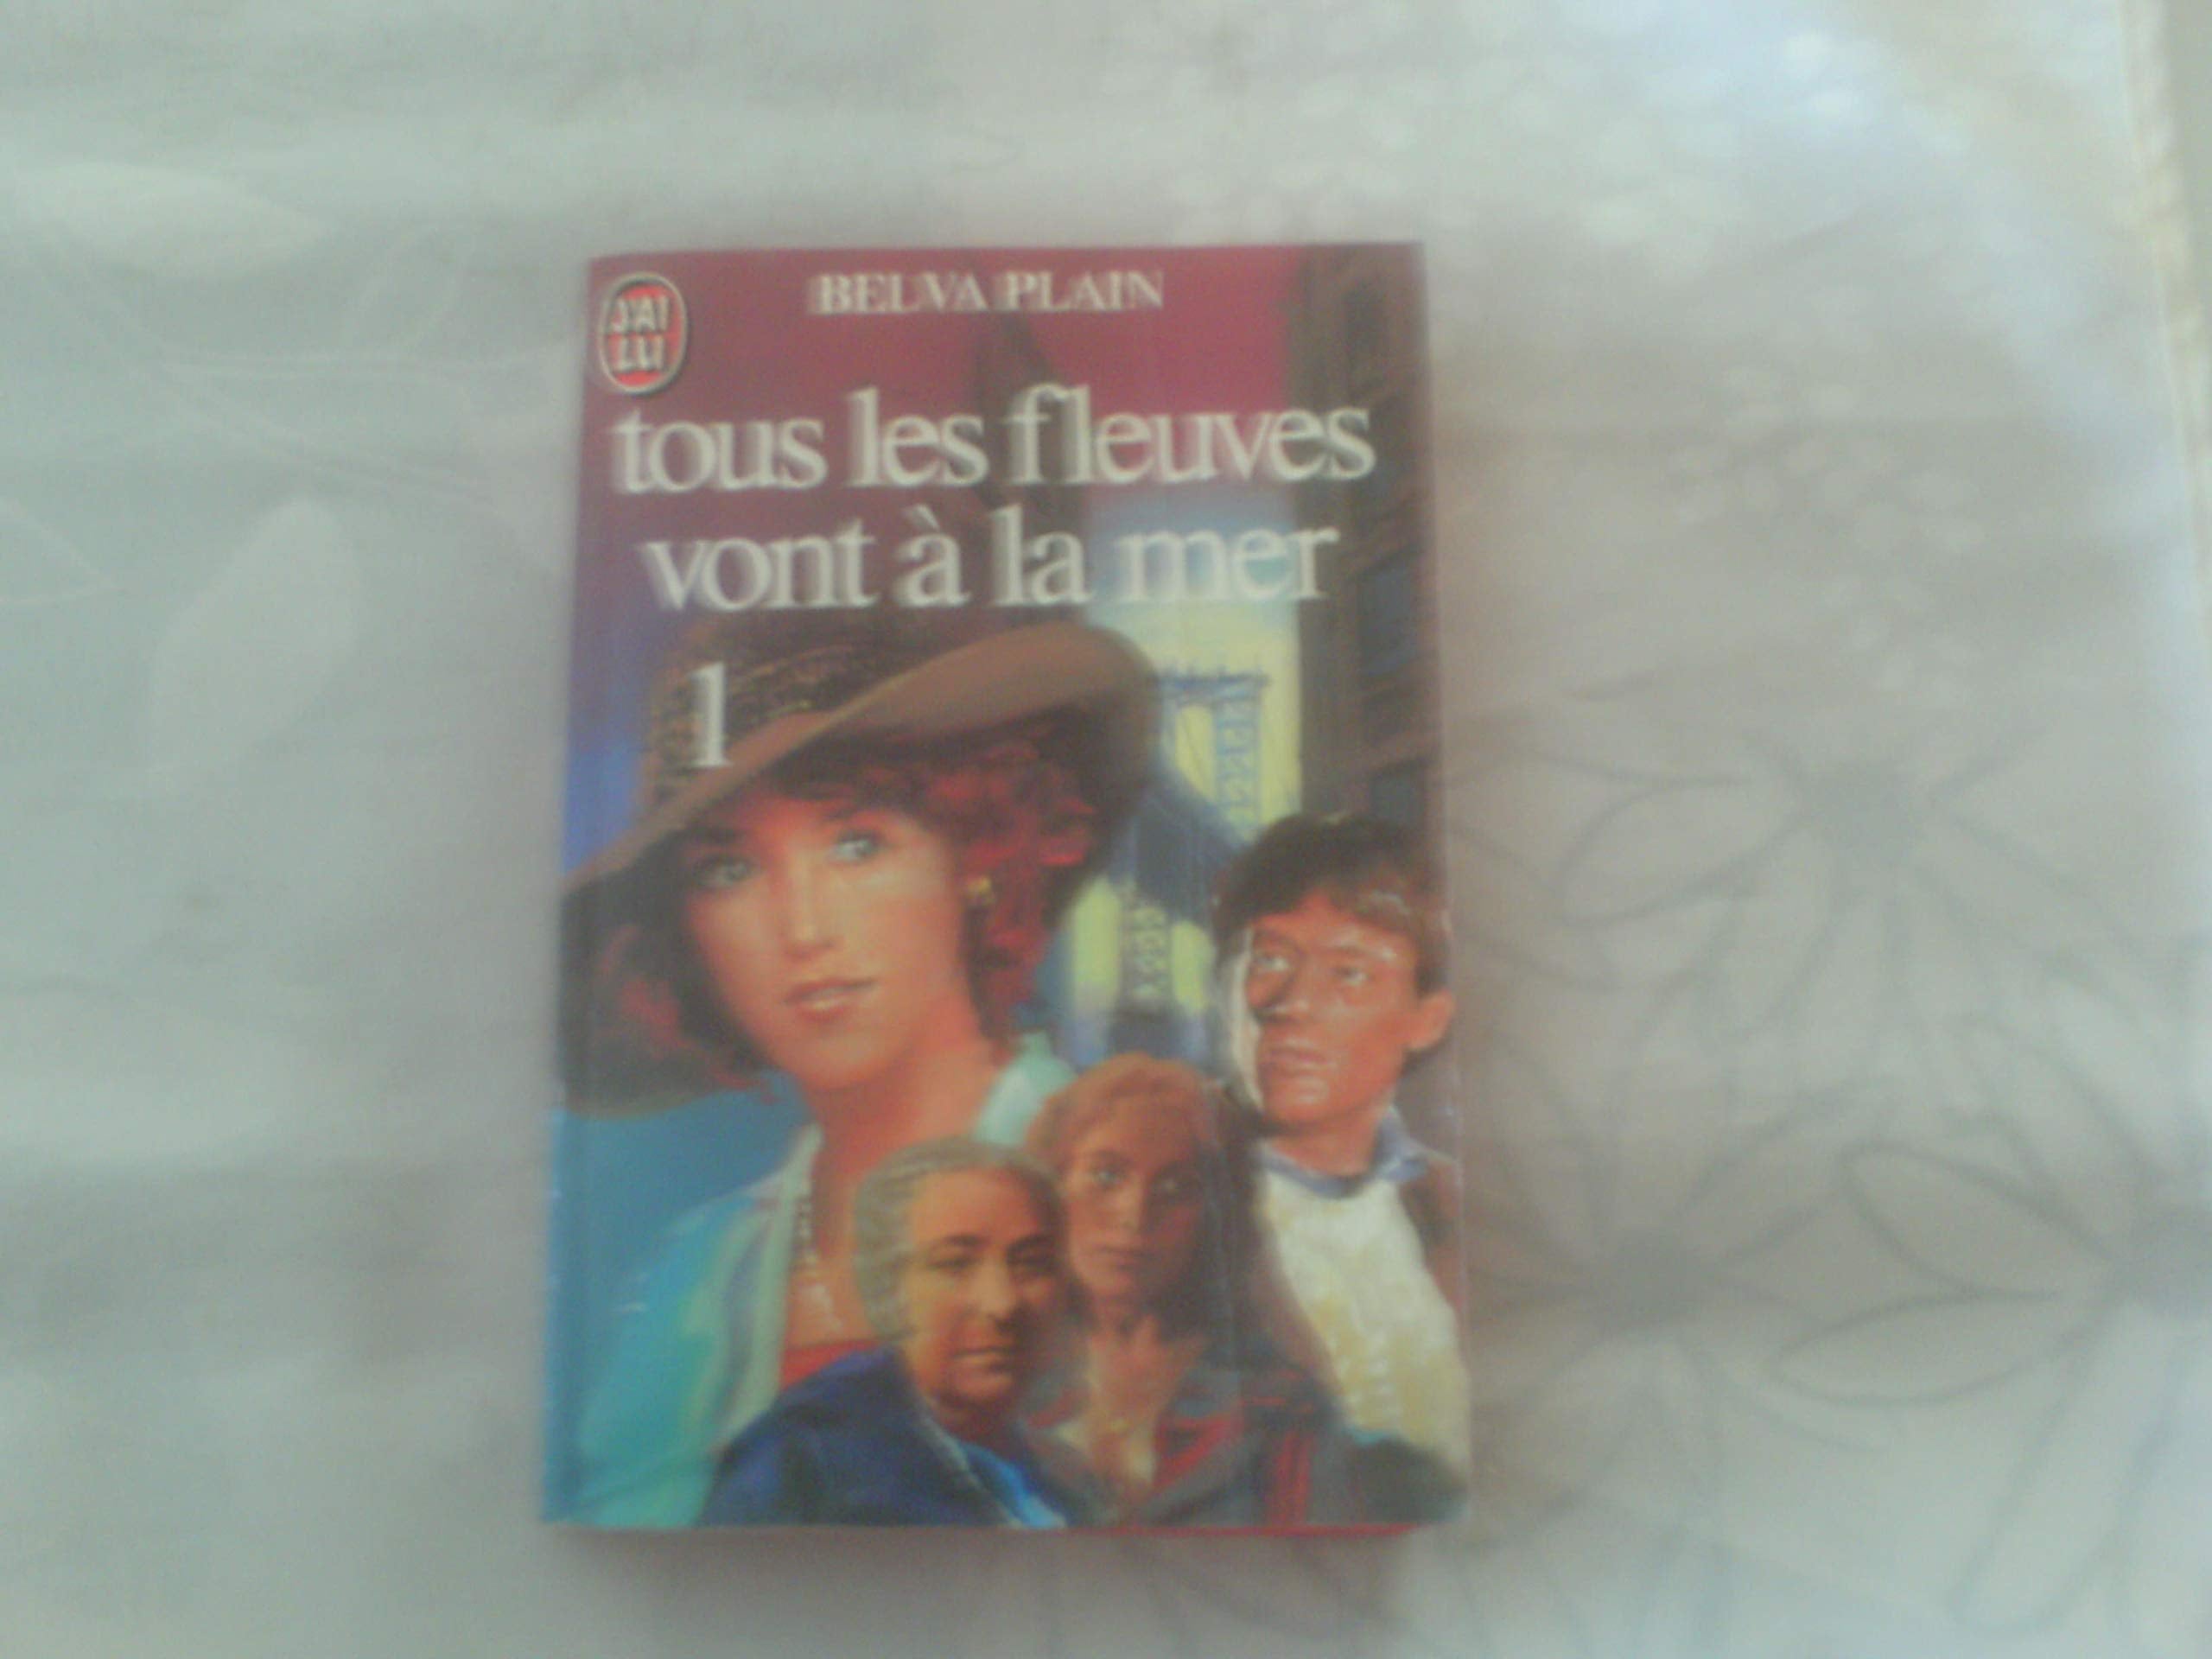 J'AI
LU
BELVA PLAIN
tous les fleuves
vont à la mer
1